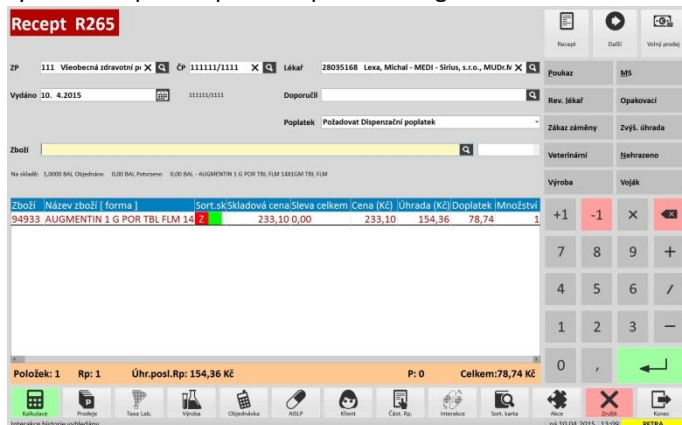 Recept R265
Recept Další Volný prodej
ZP 111 Všeobecná zdravotní po ČP 111111/1111 Lékař 28035168 Lexa, Michal - MEDI - Sirius, s.r.o., MUDr.M
Vydáno 10. 4.2015 111111/1111 Doporučil
Poplatek Požadovat Dispenzační poplatek
Zboží
Na skladě: 1,0000 BAL Objednáno 0,00 BAL Potvrzeno 0,00 BAL - AUGMENTIN 1 G POR TBL FLM 14X1GM TBL FLM
Poukaz MS
Rev. lékař Opakovací
Zákaz záměny Zvýš. úhrada
Veterinární Nehrazeno
Výroba Voják
Zboží Název zboží [ forma ] Sort.sk Skladová cena Sleva celkem Cena (Kč) Úhrada (Kč) Doplatek Množství
94933 AUGMENTIN 1 G POR TBL FLM 14 Z 233,10 0,00 233,10 154,36 78,74 1
+1 -1 ×
7 8 9 +
4 5 6 /
1 2 3 −
0 ,
Položek: 1 Rp: 1 Úhr.posl.Rp: 154,36 Kč P: 0 Celkem:78,74 Kč
Kalkulace Prodeje Taxa Lab. Výroba Objednávka AISLP Klient Část. Rp. Interakce Sort. karta Akce Zrušit Konec
Interakce historie vyhledány pá 10.04.2015 13:09 PETRA